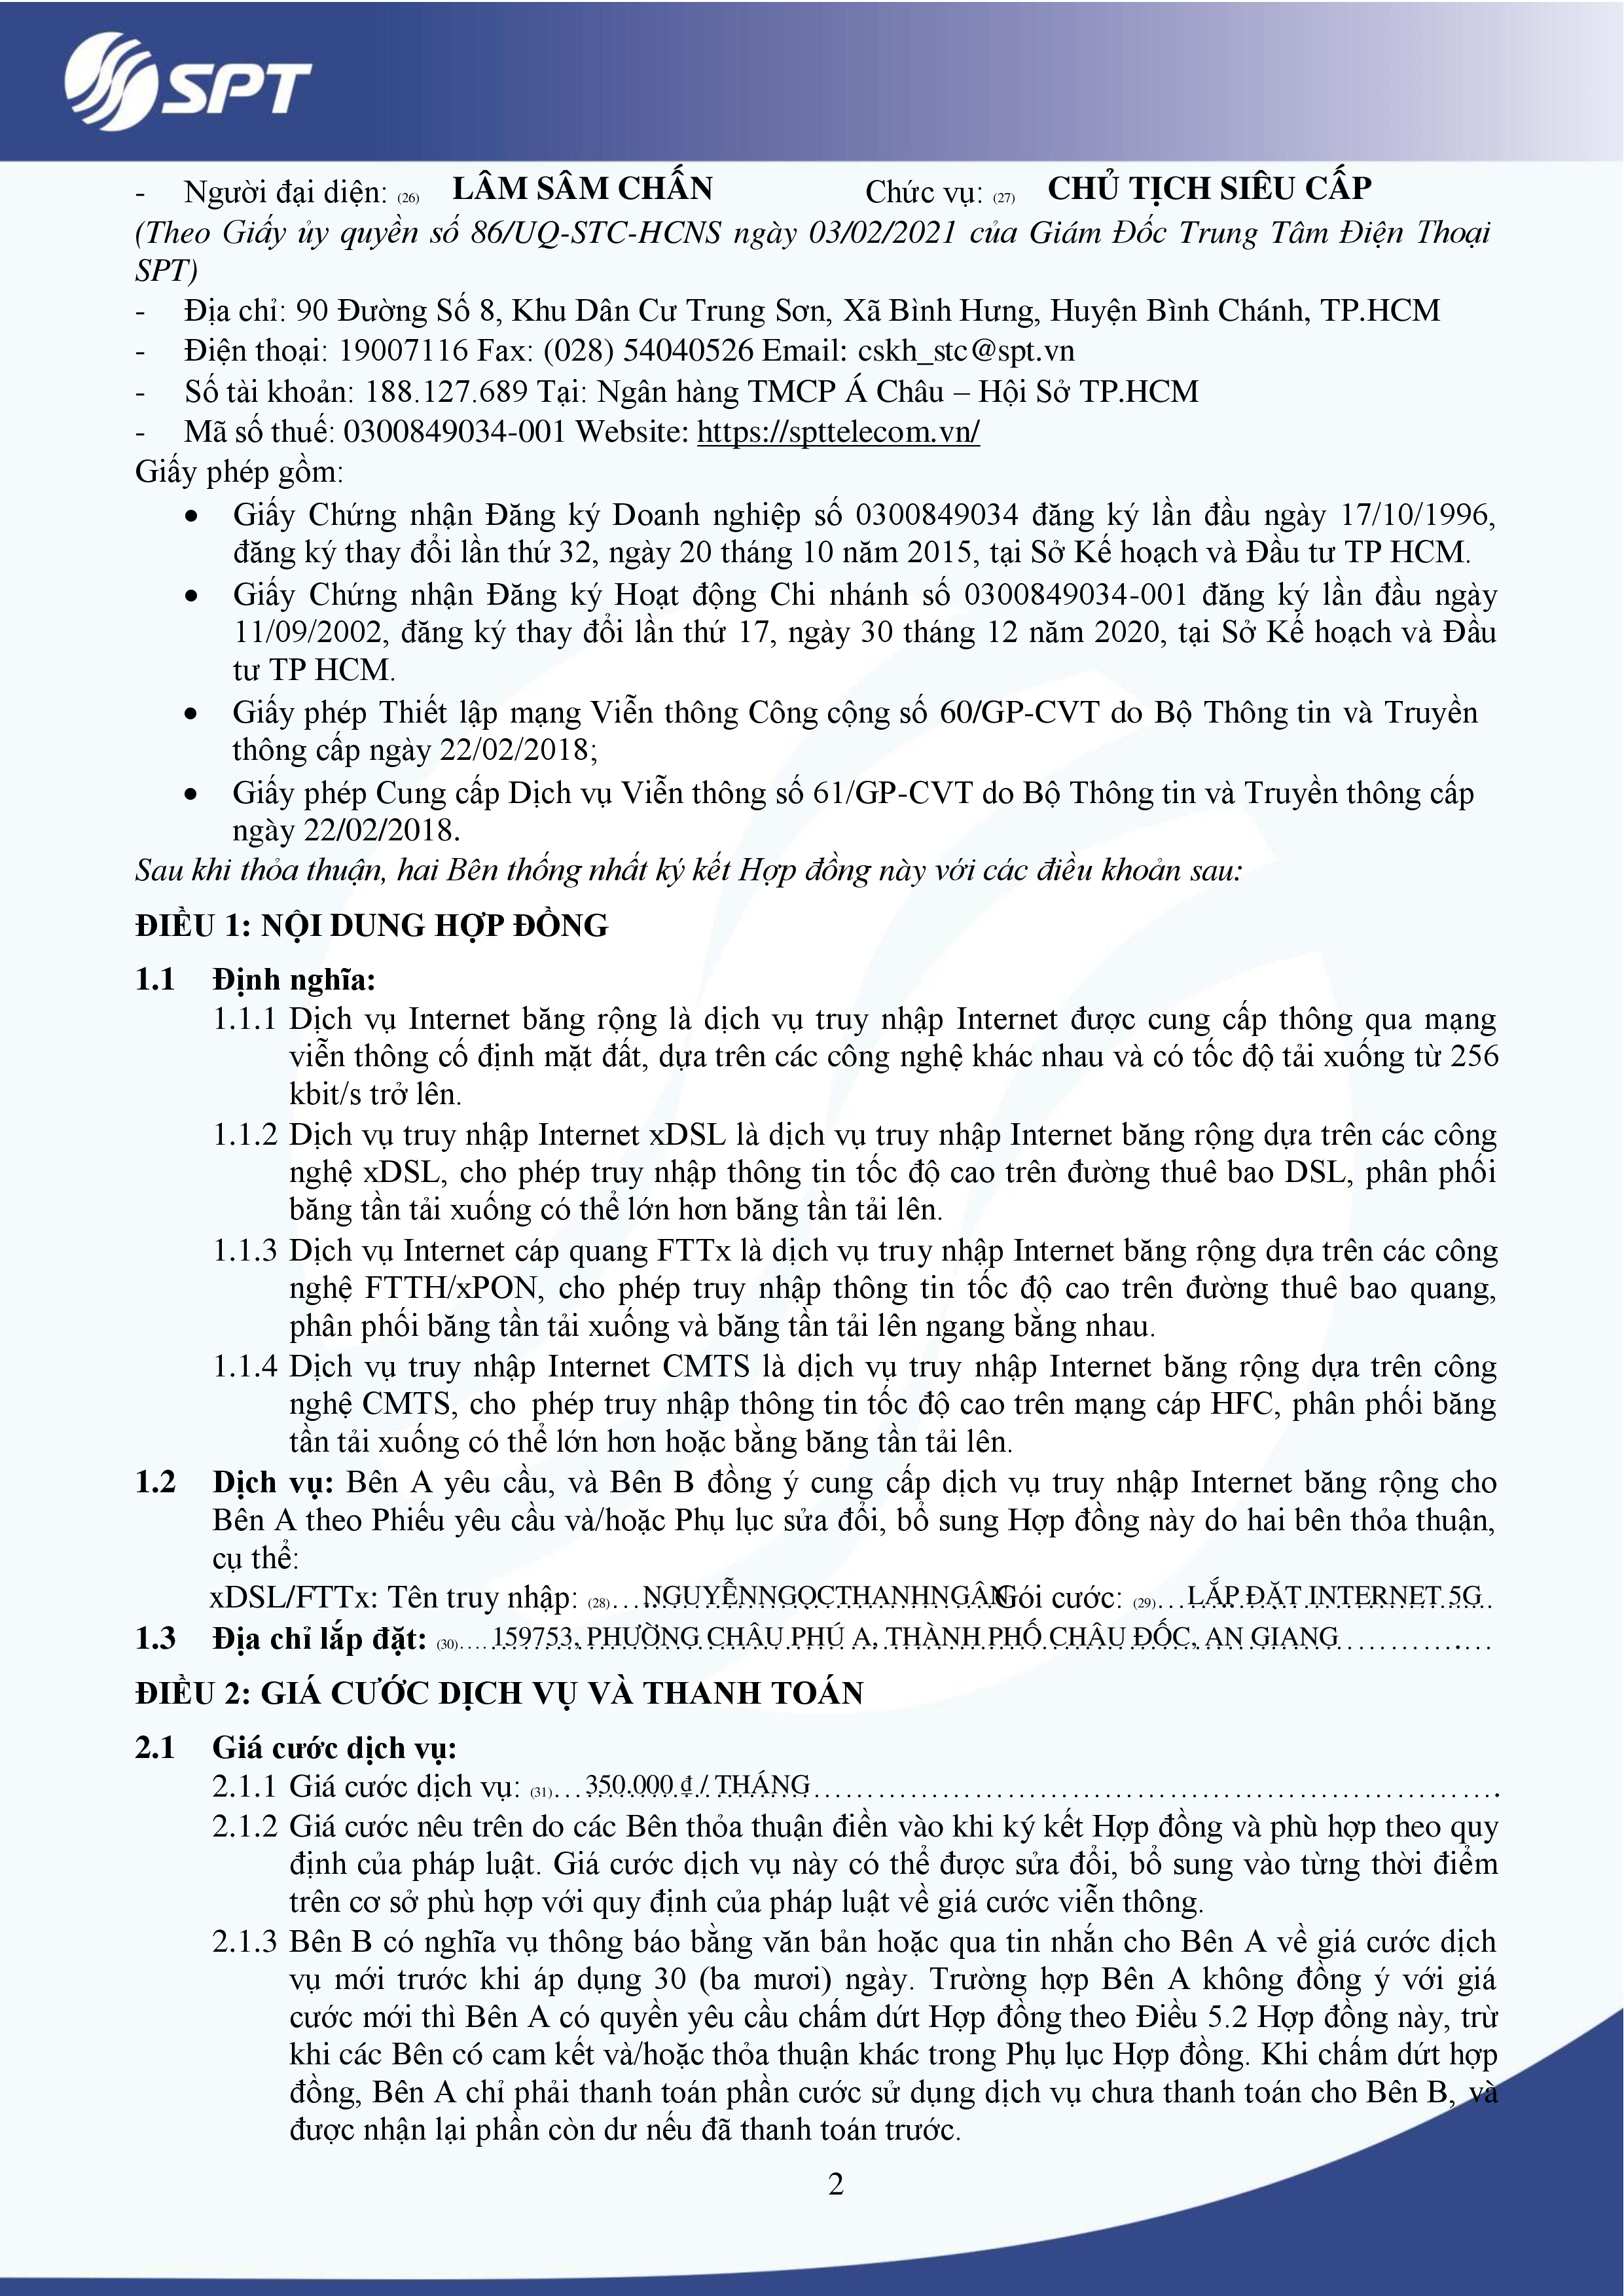 SPT
- Người đại diện: (26) LÂM SÂM CHẤN Chức vụ: (27) CHỦ TỊCH SIÊU CẤP
(Theo Giấy ủy quyền số 86/UQ-STC-HCNS ngày 03/02/2021 của Giám Đốc Trung Tâm Điện Thoại
SPT)
- Địa chỉ: 90 Đường Số 8, Khu Dân Cư Trung Sơn, Xã Bình Hưng, Huyện Bình Chánh, TP.HCM
- Điện thoại: 19007116 Fax: (028) 54040526 Email: cskh_stc@spt.vn
- Số tài khoản: 188.127.689 Tại: Ngân hàng TMCP Á Châu – Hội Sở TP.HCM
- Mã số thuế: 0300849034-001 Website: https://spttelecom.vn/
Giấy phép gồm:
• Giấy Chứng nhận Đăng ký Doanh nghiệp số 0300849034 đăng ký lần đầu ngày 17/10/1996,
đăng ký thay đổi lần thứ 32, ngày 20 tháng 10 năm 2015, tại Sở Kế hoạch và Đầu tư TP HCM.
• Giấy Chứng nhận Đăng ký Hoạt động Chi nhánh số 0300849034-001 đăng ký lần đầu ngày
11/09/2002, đăng ký thay đổi lần thứ 17, ngày 30 tháng 12 năm 2020, tại Sở Kế hoạch và Đầu
tư TP HCM.
• Giấy phép Thiết lập mạng Viễn thông Công cộng số 60/GP-CVT do Bộ Thông tin và Truyền
thông cấp ngày 22/02/2018;
• Giấy phép Cung cấp Dịch vụ Viễn thông số 61/GP-CVT do Bộ Thông tin và Truyền thông cấp
ngày 22/02/2018.
Sau khi thỏa thuận, hai Bên thống nhất ký kết Hợp đồng này với các điều khoản sau:
ĐIỀU 1: NỘI DUNG HỢP ĐỒNG
1.1 Định nghĩa:
1.1.1 Dịch vụ Internet băng rộng là dịch vụ truy nhập Internet được cung cấp thông qua mạng
viễn thông cố định mặt đất, dựa trên các công nghệ khác nhau và có tốc độ tải xuống từ 256
kbit/s trở lên.
1.1.2 Dịch vụ truy nhập Internet xDSL là dịch vụ truy nhập Internet băng rộng dựa trên các công
nghệ xDSL, cho phép truy nhập thông tin tốc độ cao trên đường thuê bao DSL, phân phối
băng tần tải xuống có thể lớn hơn băng tần tải lên.
1.1.3 Dịch vụ Internet cáp quang FTTx là dịch vụ truy nhập Internet băng rộng dựa trên các công
nghệ FTTH/xPON, cho phép truy nhập thông tin tốc độ cao trên đường thuê bao quang,
phân phối băng tần tải xuống và băng tần tải lên ngang bằng nhau.
1.1.4 Dịch vụ truy nhập Internet CMTS là dịch vụ truy nhập Internet băng rộng dựa trên công
nghệ CMTS, cho phép truy nhập thông tin tốc độ cao trên mạng cáp HFC, phân phối băng
tần tải xuống có thể lớn hơn hoặc bằng băng tần tải lên.
1.2 Dịch vụ: Bên A yêu cầu, và Bên B đồng ý cung cấp dịch vụ truy nhập Internet băng rộng cho
Bên A theo Phiếu yêu cầu và/hoặc Phụ lục sửa đổi, bổ sung Hợp đồng này do hai bên thỏa thuận,
cụ thể:
xDSL/FTTx: Tên truy nhập: (28)....NGUYỄNNGỌCTHANHNGÂN Gói cước: (29)....LẮP ĐẶT INTERNET 5G..
1.3 Địa chỉ lắp đặt: (30).....159753, PHƯỜNG CHÂU PHÚ A, THÀNH PHỐ CHÂU ĐỐC, AN GIANG...............
ĐIỀU 2: GIÁ CƯỚC DỊCH VỤ VÀ THANH TOÁN
2.1 Giá cước dịch vụ:
2.1.1 Giá cước dịch vụ: (31)....350.000 ₫ / THÁNG............................................................
2.1.2 Giá cước nêu trên do các Bên thỏa thuận điền vào khi ký kết Hợp đồng và phù hợp theo quy
định của pháp luật. Giá cước dịch vụ này có thể được sửa đổi, bổ sung vào từng thời điểm
trên cơ sở phù hợp với quy định của pháp luật về giá cước viễn thông.
2.1.3 Bên B có nghĩa vụ thông báo bằng văn bản hoặc qua tin nhắn cho Bên A về giá cước dịch
vụ mới trước khi áp dụng 30 (ba mươi) ngày. Trường hợp Bên A không đồng ý với giá
cước mới thì Bên A có quyền yêu cầu chấm dứt Hợp đồng theo Điều 5.2 Hợp đồng này, trừ
khi các Bên có cam kết và/hoặc thỏa thuận khác trong Phụ lục Hợp đồng. Khi chấm dứt hợp
đồng, Bên A chỉ phải thanh toán phần cước sử dụng dịch vụ chưa thanh toán cho Bên B, và
được nhận lại phần còn dư nếu đã thanh toán trước.
2